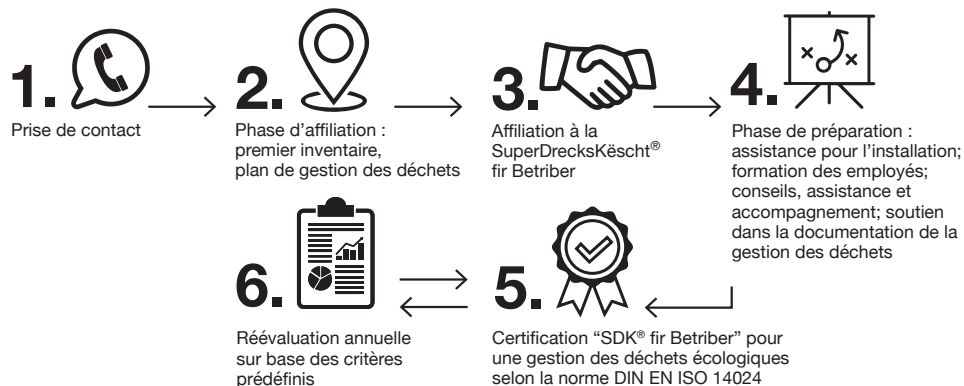 1.
Prise de contact
2.
Phase d’affiliation :
premier inventaire,
plan de gestion des déchets
3.
Affiliation à la
SuperDrecksKëscht®
fir Betriber
4.
Phase de préparation :
assistance pour l’installation;
formation des employés;
conseils, assistance et
accompagnement; soutien
dans la documentation de la
gestion des déchets
5.
Certification “SDK® fir Betriber” pour
une gestion des déchets écologiques
selon la norme DIN EN ISO 14024
6.
Réévaluation annuelle
sur base des critères
prédéfinis